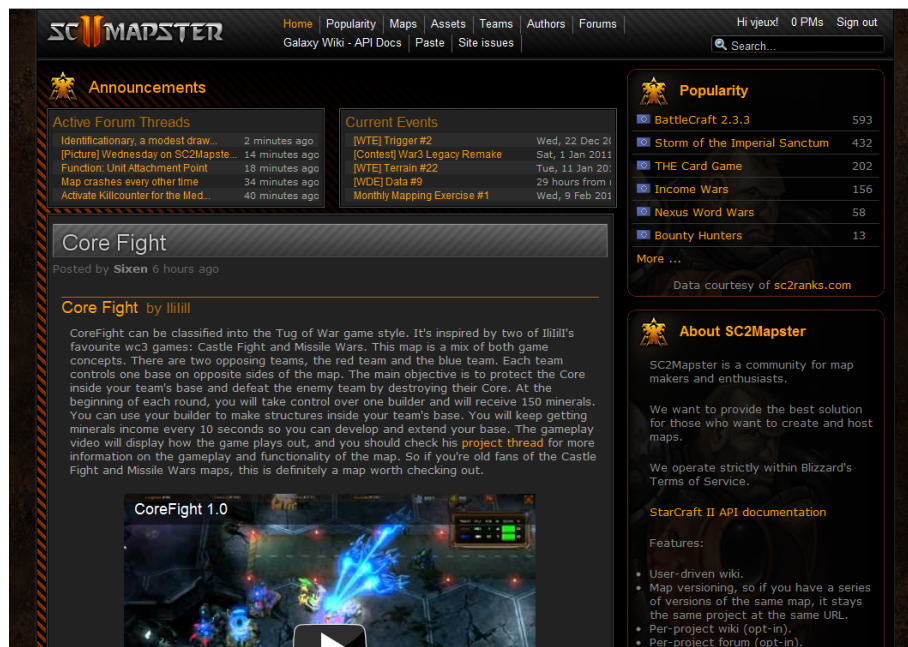 SC II MAPSTER
Home Popularity Maps Assets Teams Authors Forums
Galaxy Wiki - API Docs Paste Site issues
Hi vjeux! 0 PMs Sign out
Search...
Announcements
Active Forum Threads
Identificationary, a modest draw... 2 minutes ago
[Picture] Wednesday on SC2Mapste... 14 minutes ago
Function: Unit Attachment Point 18 minutes ago
Map crashes every other time 34 minutes ago
Activate Killcounter for the Med... 40 minutes ago
Current Events
[WTE] Trigger #2 Wed, 22 Dec 20
[Contest] War3 Legacy Remake Sat, 1 Jan 2011
[WTE] Terrain #22 Tue, 11 Jan 20
[WDE] Data #9 29 hours from
Monthly Mapping Exercise #1 Wed, 9 Feb 201
Core Fight
Posted by Sixen 6 hours ago
Core Fight by IliIill
CoreFight can be classified into the Tug of War game style. It's inspired by two of IliIill's
favourite wc3 games: Castle Fight and Missile Wars. This map is a mix of both game
concepts. There are two opposing teams, the red team and the blue team. Each team
controls one base on opposite sides of the map. The main objective is to protect the Core
inside your team's base and defeat the enemy team by destroying their Core. At the
beginning of each round, you will take control over one builder and will receive 150 minerals.
You can use your builder to make structures inside your team's base. You will keep getting
minerals income every 10 seconds so you can develop and extend your base. The gameplay
video will display how the game plays out, and you should check his project thread for more
information on the gameplay and functionality of the map. So if you're old fans of the Castle
Fight and Missile Wars maps, this is definitely a map worth checking out.
CoreFight 1.0
Popularity
BattleCraft 2.3.3 593
Storm of the Imperial Sanctum 432
THE Card Game 202
Income Wars 156
Nexus Word Wars 58
Bounty Hunters 13
More ...
Data courtesy of sc2ranks.com
About SC2Mapster
SC2Mapster is a community for map
makers and enthusiasts.
We want to provide the best solution
for those who want to create and host
maps.
We operate strictly within Blizzard's
Terms of Service.
StarCraft II API documentation
Features:
User-driven wiki.
Map versioning, so if you have a series
of versions of the same map, it stays
the same project at the same URL.
Per-project wiki (opt-in).
Per-project forum (opt-in).